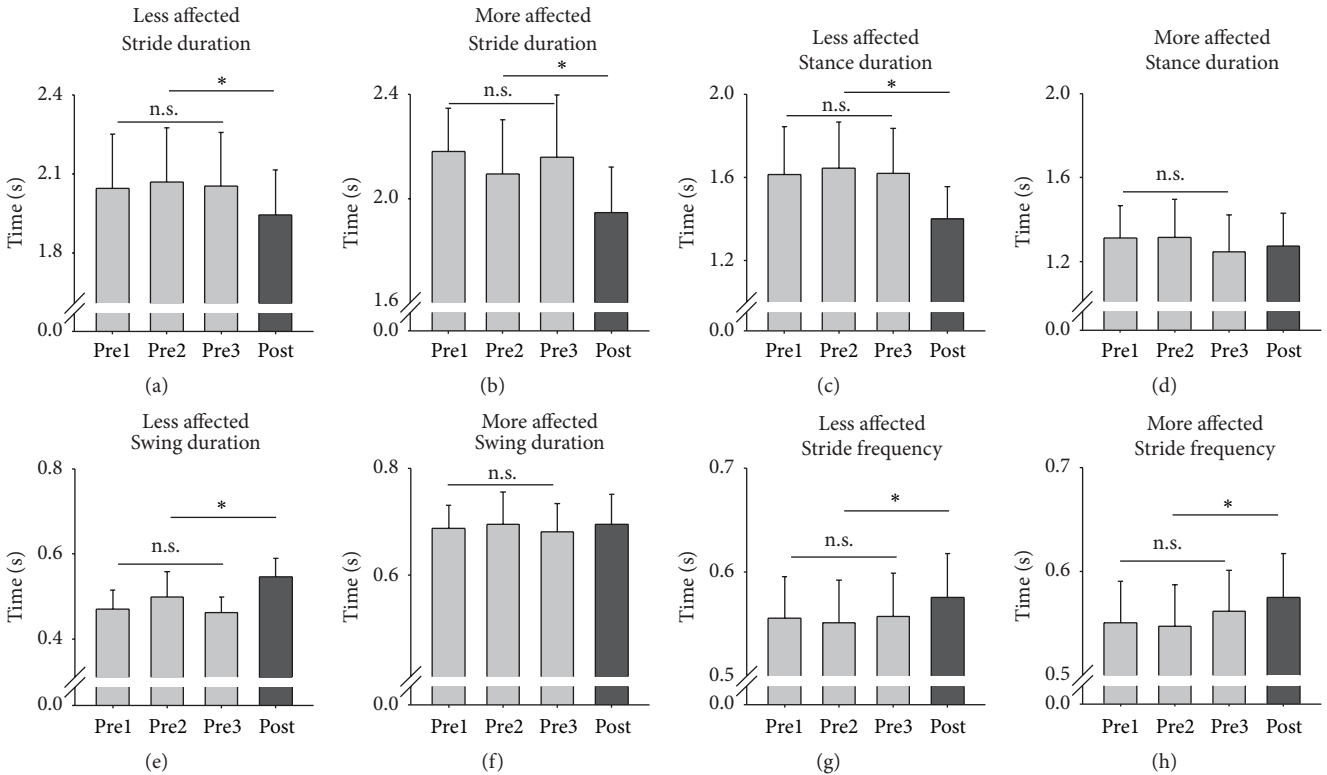 Less affected
Stride duration
*
n.s.
2.4
2.1
1.8
0.0
Time (s)
Pre1 Pre2 Pre3 Post
(a)
More affected
Stride duration
*
n.s.
2.4
2.0
1.6
0.0
Time (s)
Pre1 Pre2 Pre3 Post
(b)
Less affected
Stance duration
*
n.s.
2.0
1.6
1.2
0.0
Time (s)
Pre1 Pre2 Pre3 Post
(c)
More affected
Stance duration
n.s.
2.0
1.6
1.2
0.0
Time (s)
Pre1 Pre2 Pre3 Post
(d)
Less affected
Swing duration
*
n.s.
0.8
0.6
0.4
0.0
Time (s)
Pre1 Pre2 Pre3 Post
(e)
More affected
Swing duration
n.s.
0.8
0.6
0.0
Time (s)
Pre1 Pre2 Pre3 Post
(f)
Less affected
Stride frequency
*
n.s.
0.7
0.6
0.5
0.0
Time (s)
Pre1 Pre2 Pre3 Post
(g)
More affected
Stride frequency
*
n.s.
0.7
0.6
0.5
0.0
Time (s)
Pre1 Pre2 Pre3 Post
(h)